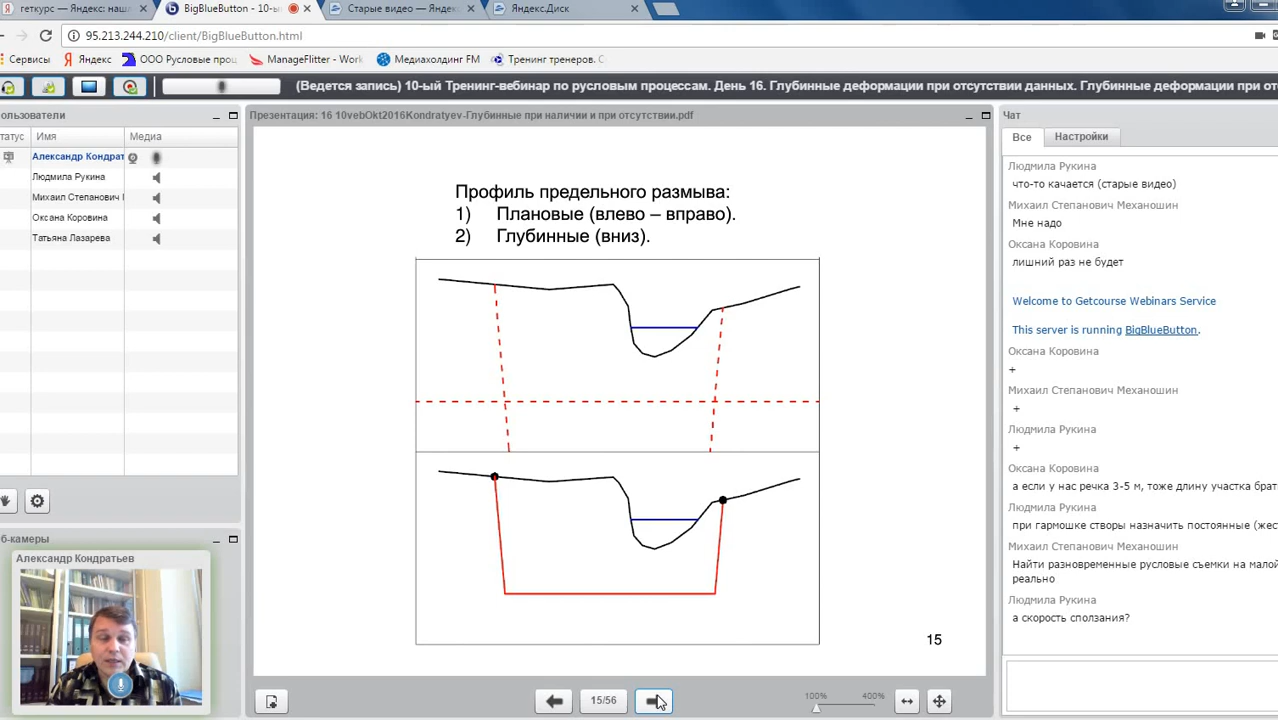 геткурс — Яндекс: наш
BigBlueButton - 10-ы
Старые видео — Яндекс
Яндекс.Диск
95.213.244.210/client/BigBlueButton.html
Сервисы
Яндекс
ООО Русловые проц
ManageFlitter - Work
Медиахолдинг FM
Тренинг тренеров. С
(Ведется запись) 10-ый Тренинг-вебинар по русловым процессам. День 16. Глубинные деформации при отсутствии данных. Глубинные деформации при от
ользователи
татус
Имя
Медиа
Александр Кондрат
Людмила Рукина
Михаил Степанович
Оксана Коровина
Татьяна Лазарева
б-камеры
Александр Кондратьев
Презентация: 16 10vebOkt2016Kondratyev-Глубинные при наличии и при отсутствии.pdf
Профиль предельного размыва:
1) Плановые (влево – вправо).
2) Глубинные (вниз).
15
15/56
100%
400%
Чат
Все
Настройки
Людмила Рукина
что-то качается (старые видео)
Михаил Степанович Механошин
Мне надо
Оксана Коровина
лишний раз не будет
Welcome to Getcourse Webinars Service
This server is running BigBlueButton.
Оксана Коровина
+
Михаил Степанович Механошин
+
Людмила Рукина
+
Оксана Коровина
а если у нас речка 3-5 м, тоже длину участка брат
Людмила Рукина
при гармошке створы назначить постоянные (жес
Михаил Степанович Механошин
Найти разновременные русловые съемки на малой
реально
Людмила Рукина
а скорость сползания?